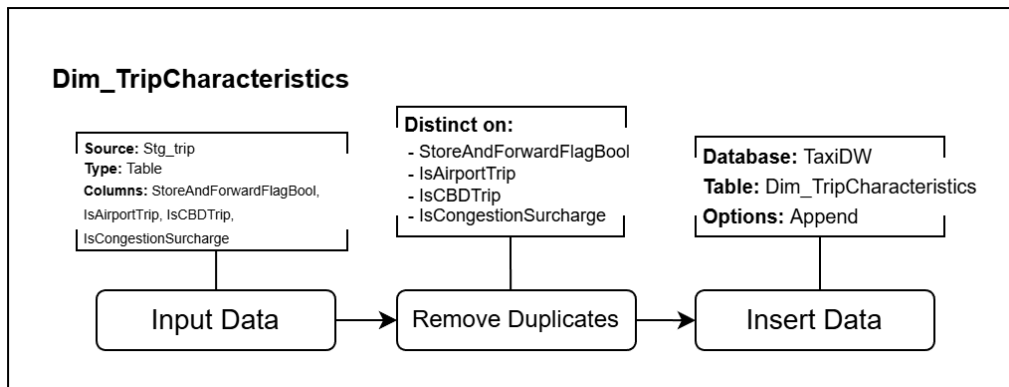 Dim_TripCharacteristics
Source: Stg_trip
Type: Table
Columns: StoreAndForwardFlagBool,
IsAirportTrip, IsCBDTrip,
IsCongestionSurcharge
Distinct on:
- StoreAndForwardFlagBool
- IsAirportTrip
- IsCBDTrip
- IsCongestionSurcharge
Database: TaxiDW
Table: Dim_TripCharacteristics
Options: Append
Input Data
Remove Duplicates
Insert Data